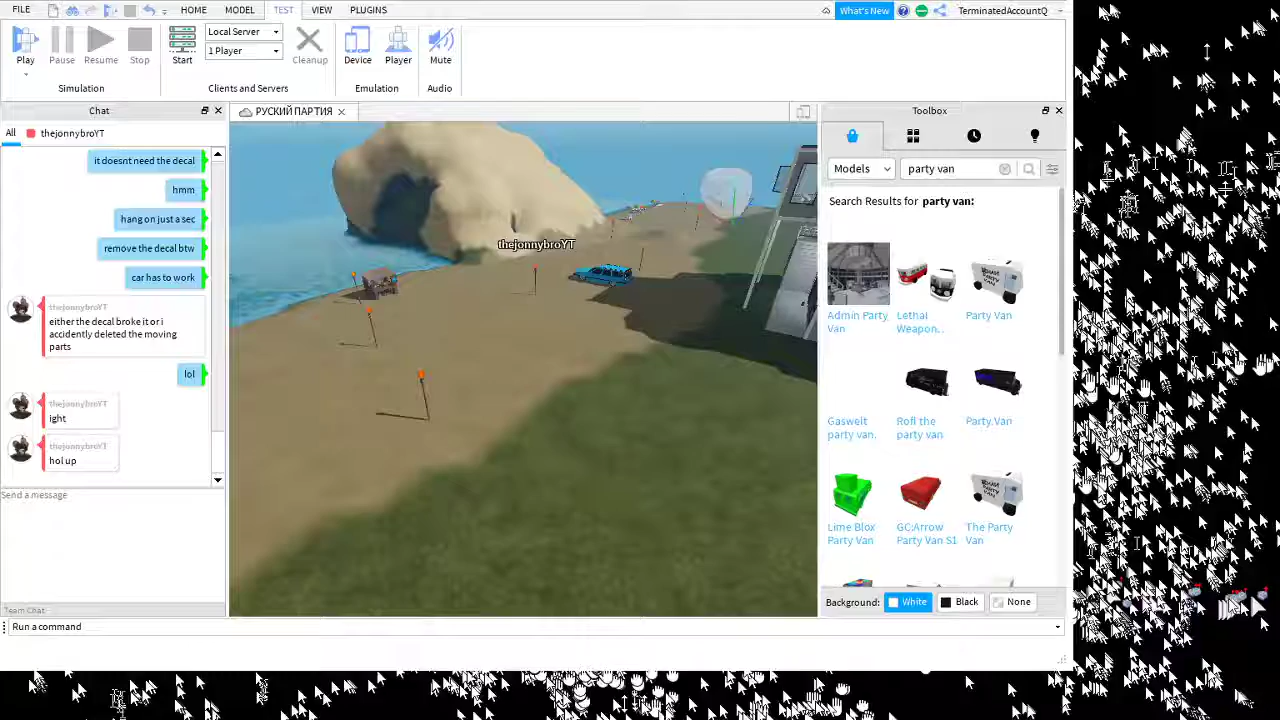 FILE
HOME
MODEL
TEST
VIEW
PLUGINS
What's New
TerminatedAccountQ
Play
Pause
Resume
Stop
Simulation
Start
Local Server
1 Player
Cleanup
Clients and Servers
Device
Player
Emulation
Mute
Audio
Chat
All
thejonnybroYT
it doesnt need the decal
hmm
hang on just a sec
remove the decal btw
car has to work
thejonnybroYT
either the decal broke it or i
accidently deleted the moving
parts
lol
thejonnybroYT
ight
thejonnybroYT
hol up
Send a message
Team Chat
РУСКИЙ ПАРТИЯ
thejonnybroYT
Toolbox
Models
party van
Search Results for party van:
Admin Party
Van
Lethal
Weapon..
Party Van
Gaswelt
party van.
Rofl the
party van
Party.Van
Lime Blox
Party Van
GC:Arrow
Party Van S1
The Party
Van
Background:
White
Black
None
Run a command